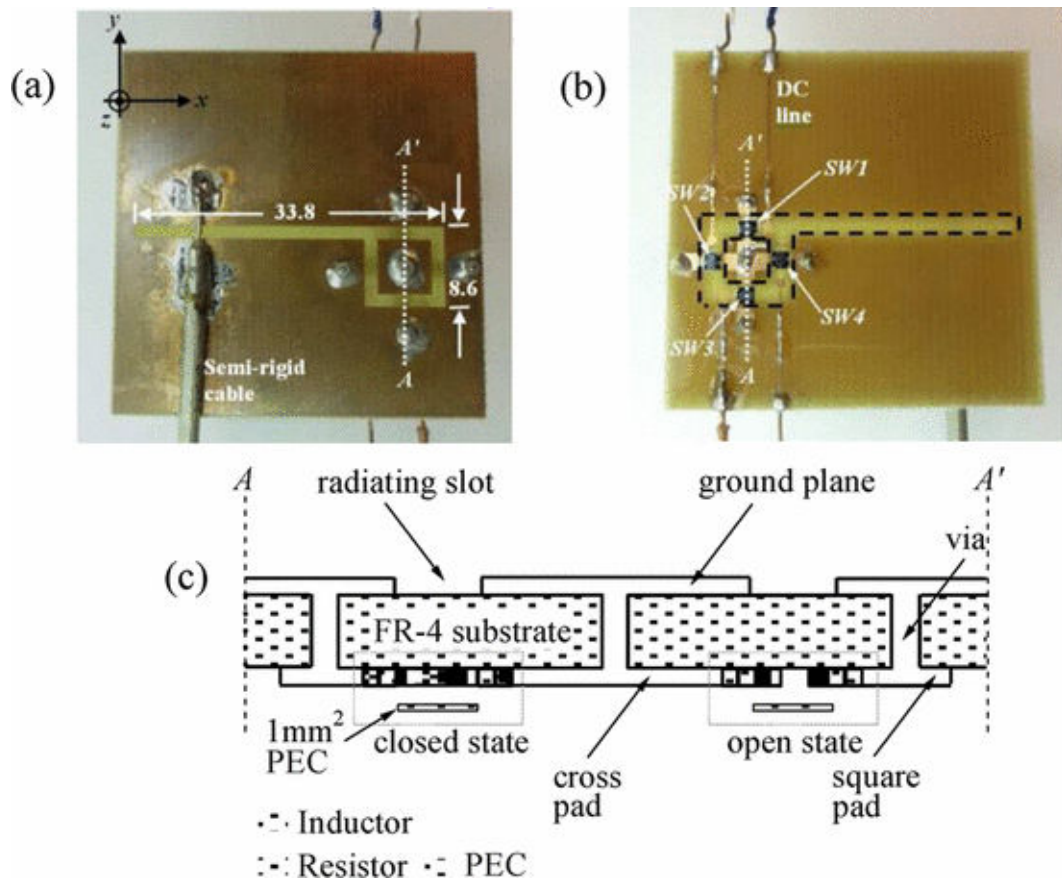 (a)
y
x
z
A'
33.8
8.6
A
Semi-rigid
cable
(b)
DC
line
A'
SW1
SW2
SW4
SW3
A
(c)
A
A'
radiating slot
ground plane
via
FR-4 substrate
1mm²
PEC
closed state
open state
cross
pad
square
pad
Inductor
Resistor
PEC